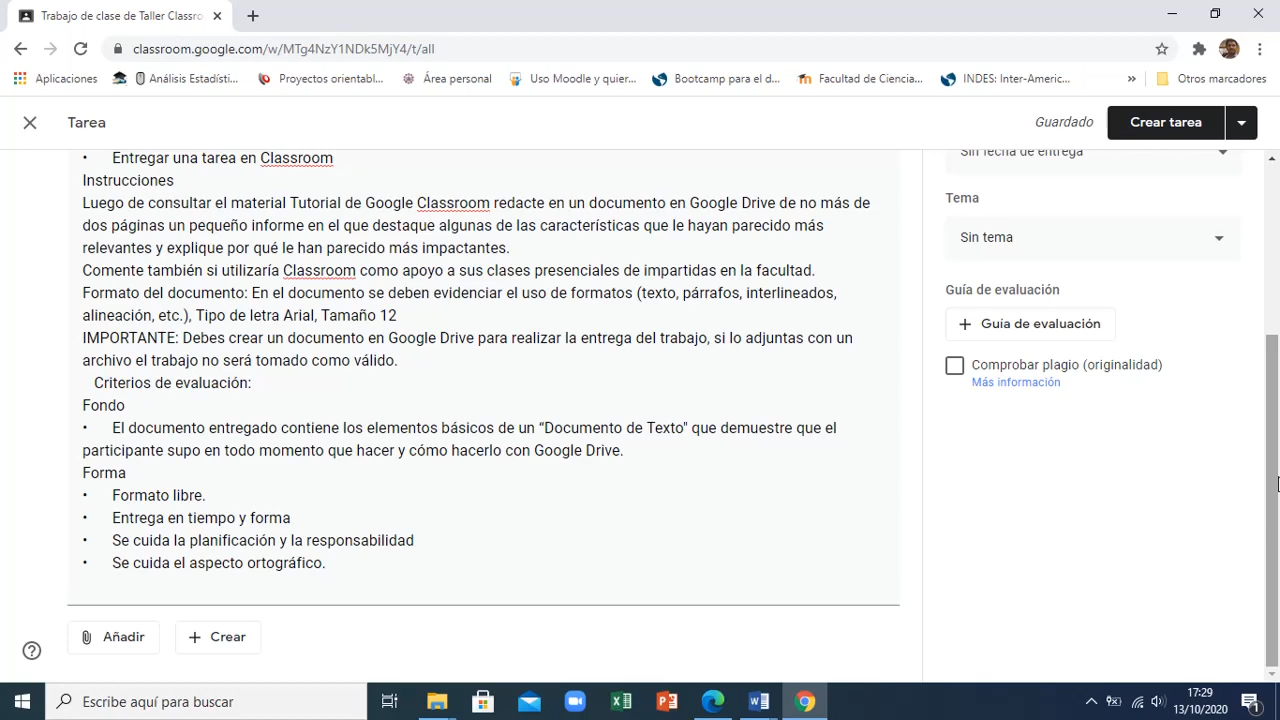 Trabajo de clase de Taller Classro
classroom.google.com/w/MTg4NzY1NDk5MjY4/t/all
Aplicaciones
Análisis Estadísti...
Proyectos orientabl...
Área personal
Uso Moodle y quier...
Bootcamp para el d...
Facultad de Ciencia...
INDES: Inter-Americ...
»
Otros marcadores
Tarea
Guardado
Crear tarea
• Entregar una tarea en Classroom
Instrucciones
Luego de consultar el material Tutorial de Google Classroom redacte en un documento en Google Drive de no más de
dos páginas un pequeño informe en el que destaque algunas de las características que le hayan parecido más
relevantes y explique por qué le han parecido más impactantes.
Comente también si utilizaría Classroom como apoyo a sus clases presenciales de impartidas en la facultad.
Formato del documento: En el documento se deben evidenciar el uso de formatos (texto, párrafos, interlineados,
alineación, etc.), Tipo de letra Arial, Tamaño 12
IMPORTANTE: Debes crear un documento en Google Drive para realizar la entrega del trabajo, si lo adjuntas con un
archivo el trabajo no será tomado como válido.
Criterios de evaluación:
Fondo
• El documento entregado contiene los elementos básicos de un “Documento de Texto" que demuestre que el
participante supo en todo momento que hacer y cómo hacerlo con Google Drive.
Forma
• Formato libre.
• Entrega en tiempo y forma
• Se cuida la planificación y la responsabilidad
• Se cuida el aspecto ortográfico.
Añadir
Crear
Sin fecha de entrega
Tema
Sin tema
Guía de evaluación
Guía de evaluación
Comprobar plagio (originalidad)
Más información
Escribe aquí para buscar
17:29
13/10/2020
1